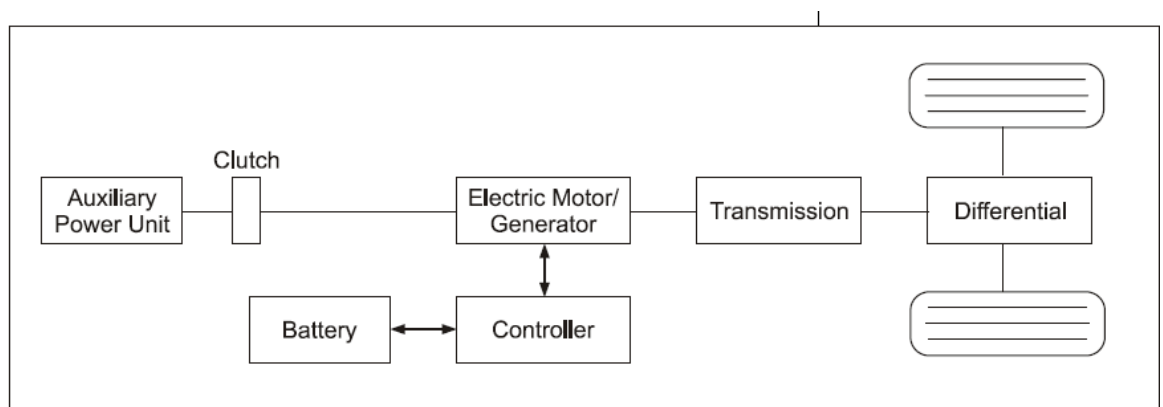 Clutch
Auxiliary
Power Unit
Electric Motor/
Generator
Transmission
Differential
Battery
Controller